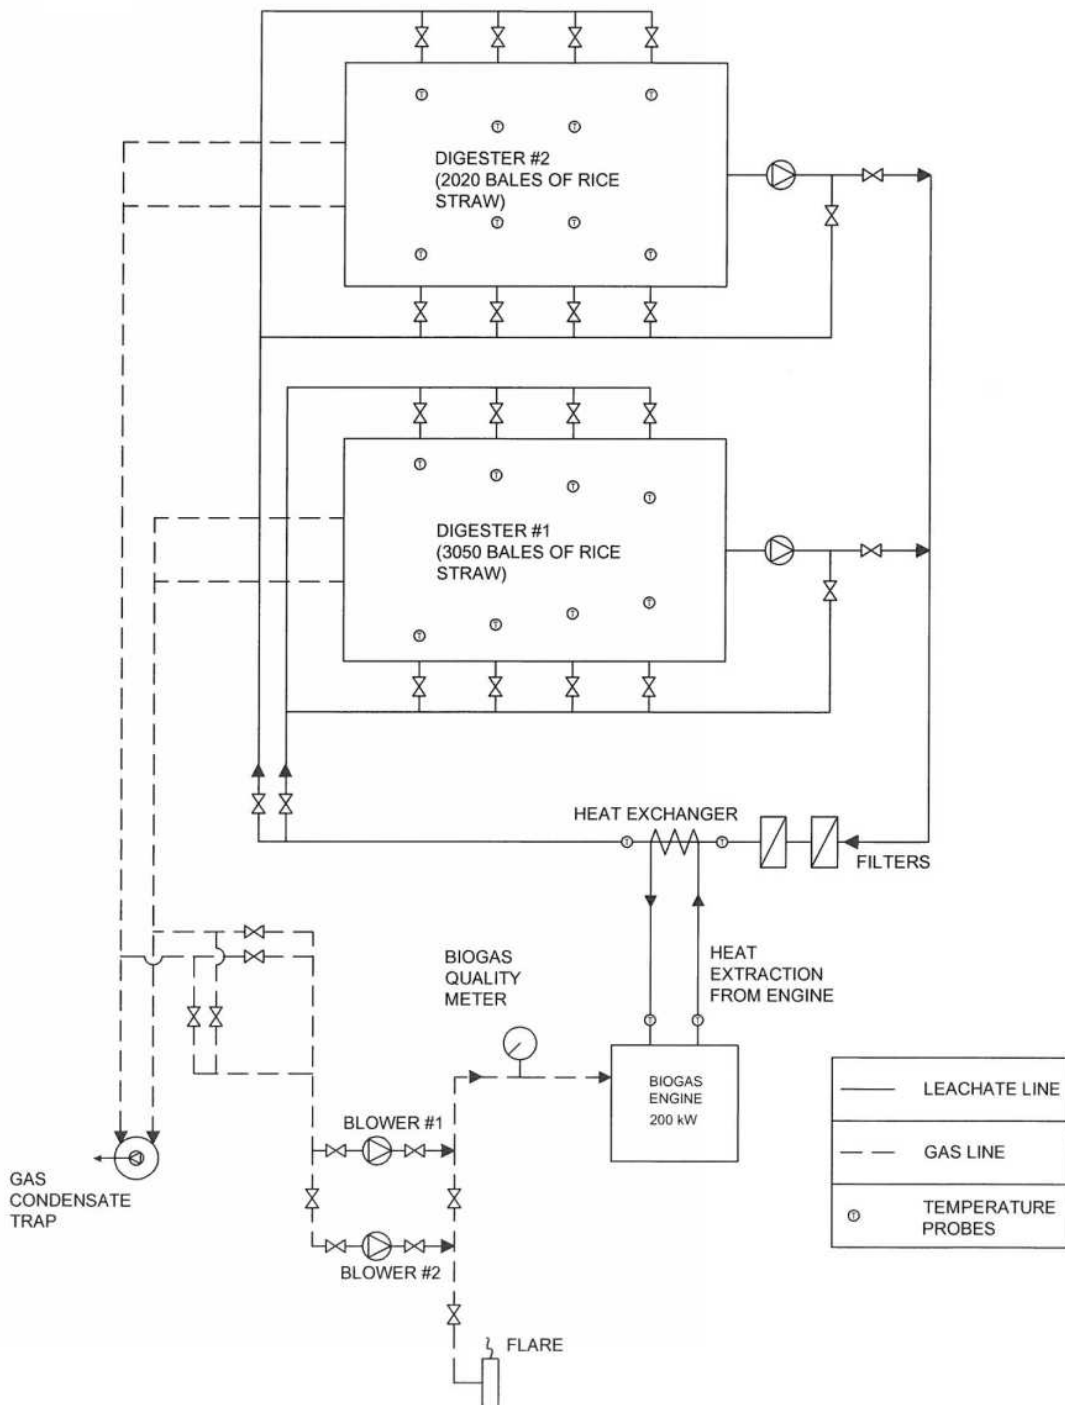 DIGESTER #2
(2020 BALES OF RICE
STRAW)
DIGESTER #1
(3050 BALES OF RICE
STRAW)
HEAT EXCHANGER
FILTERS
BIOGAS
QUALITY
METER
HEAT
EXTRACTION
FROM ENGINE
BIOGAS
ENGINE
200 kW
BLOWER #1
GAS
CONDENSATE
TRAP
BLOWER #2
FLARE
LEACHATE LINE
GAS LINE
T
TEMPERATURE
PROBES